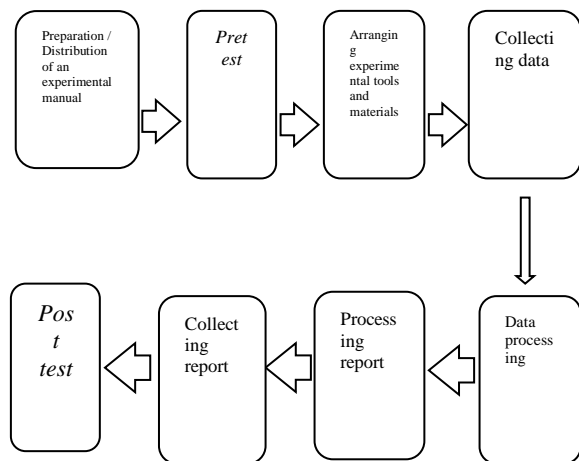 Preparation /
Distribution
of an
experimental
manual
Pret
est
Arrangin
g
experime
ntal tools
and
materials
Collecti
ng data
Data
process
ing
Process
ing
report
Collect
ing
report
Pos
t
test